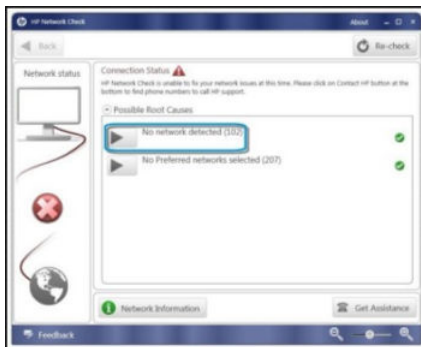 HP Network Check
About
Back
Re-check
Network status
Connection Status
HP Network Check is unable to fix your network issues at this time. Please click on Contact HP button at the
bottom to find phone numbers to call HP support.
Possible Root Causes
No network detected (102)
No Preferred networks selected (207)
Network Information
Get Assistance
Feedback